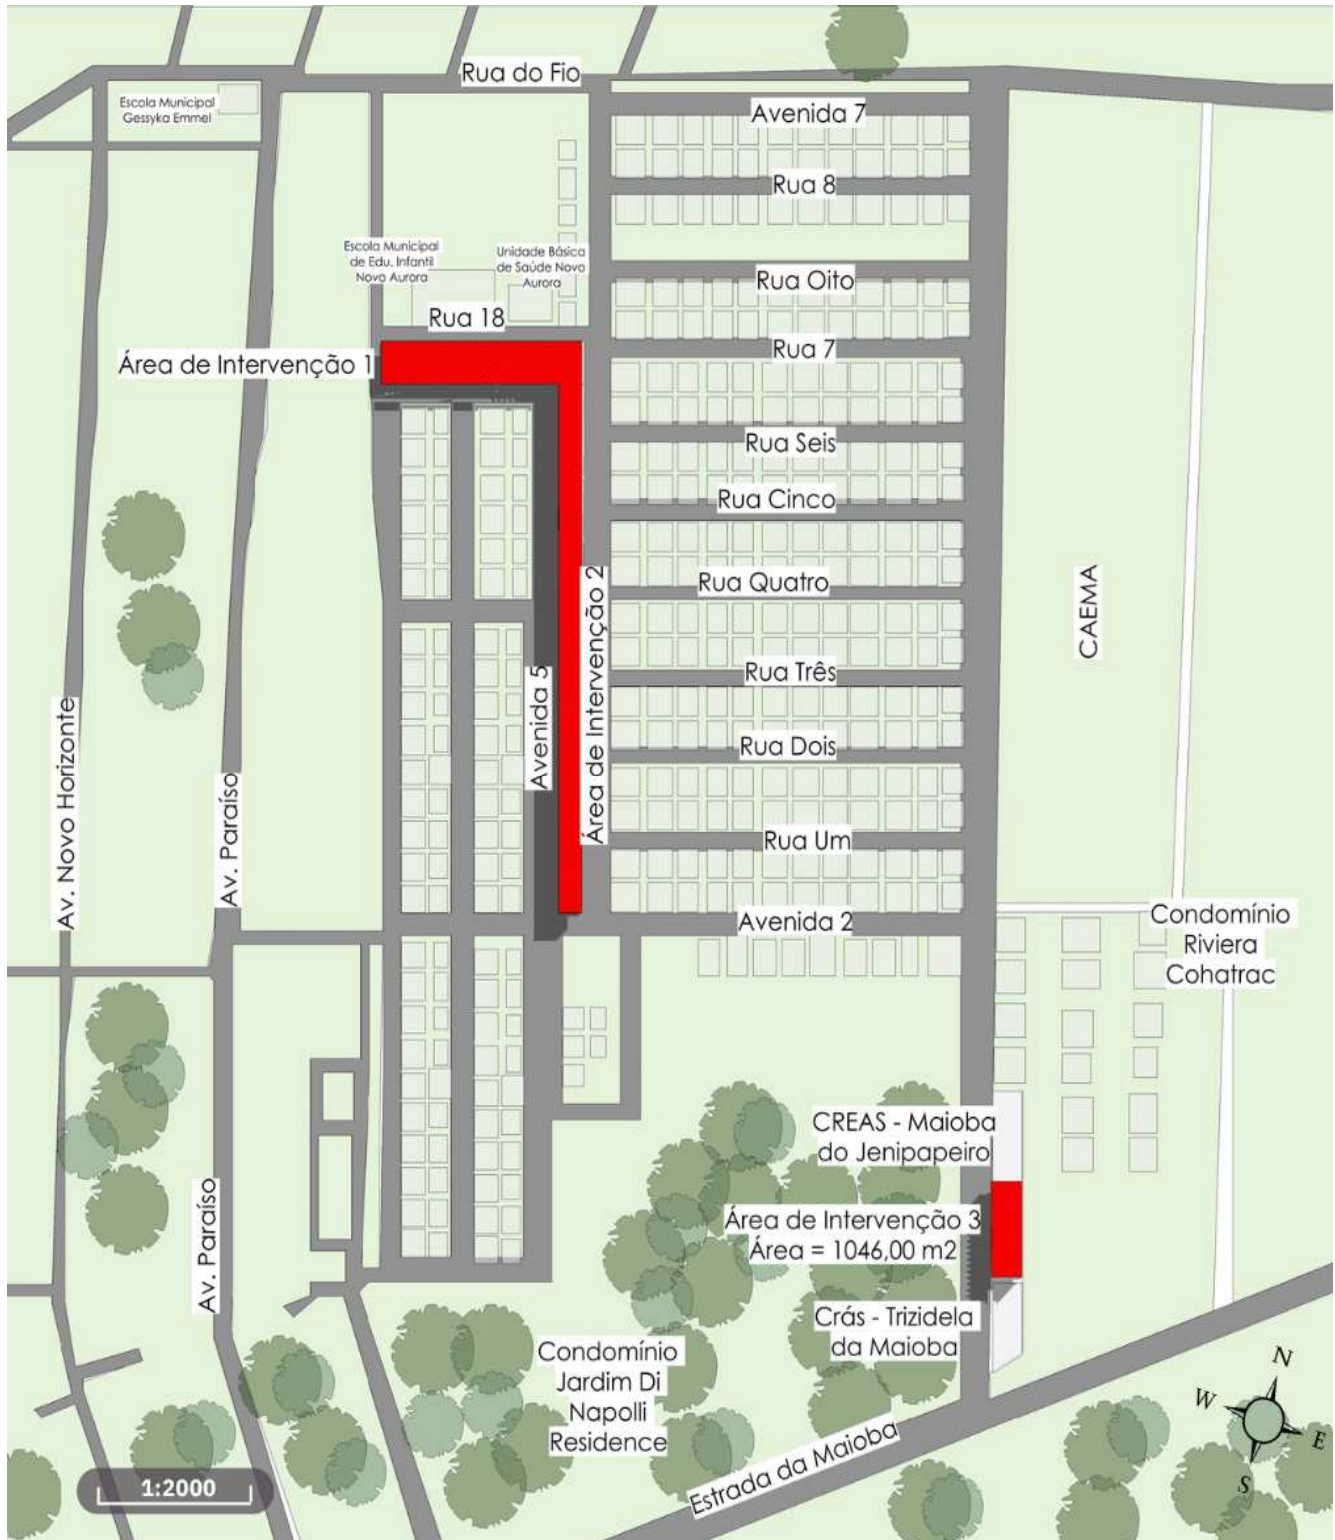 Rua do Fio
Escola Municipal
Gessyka Emmel
Avenida 7
Rua 8
Escola Municipal
de Edu. Infantil
Novo Aurora
Unidade Básica
de Saúde Novo
Aurora
Rua Oito
Rua 18
Rua 7
Área de Intervenção 1
Rua Seis
Rua Cinco
Rua Quatro
Área de Intervenção 2
CAEMA
Rua Três
Avenida 5
Av. Novo Horizonte
Rua Dois
Av. Paraíso
Rua Um
Avenida 2
Condomínio
Riviera
Cohatrac
CREAS - Maioba
do Jenipapeiro
Av. Paraíso
Área de Intervenção 3
Área = 1046,00 m2
Crás - Trizidela
da Maioba
Condomínio
Jardim Di
Napolli
Residence
Estrada da Maioba
N
W
E
S
1:2000